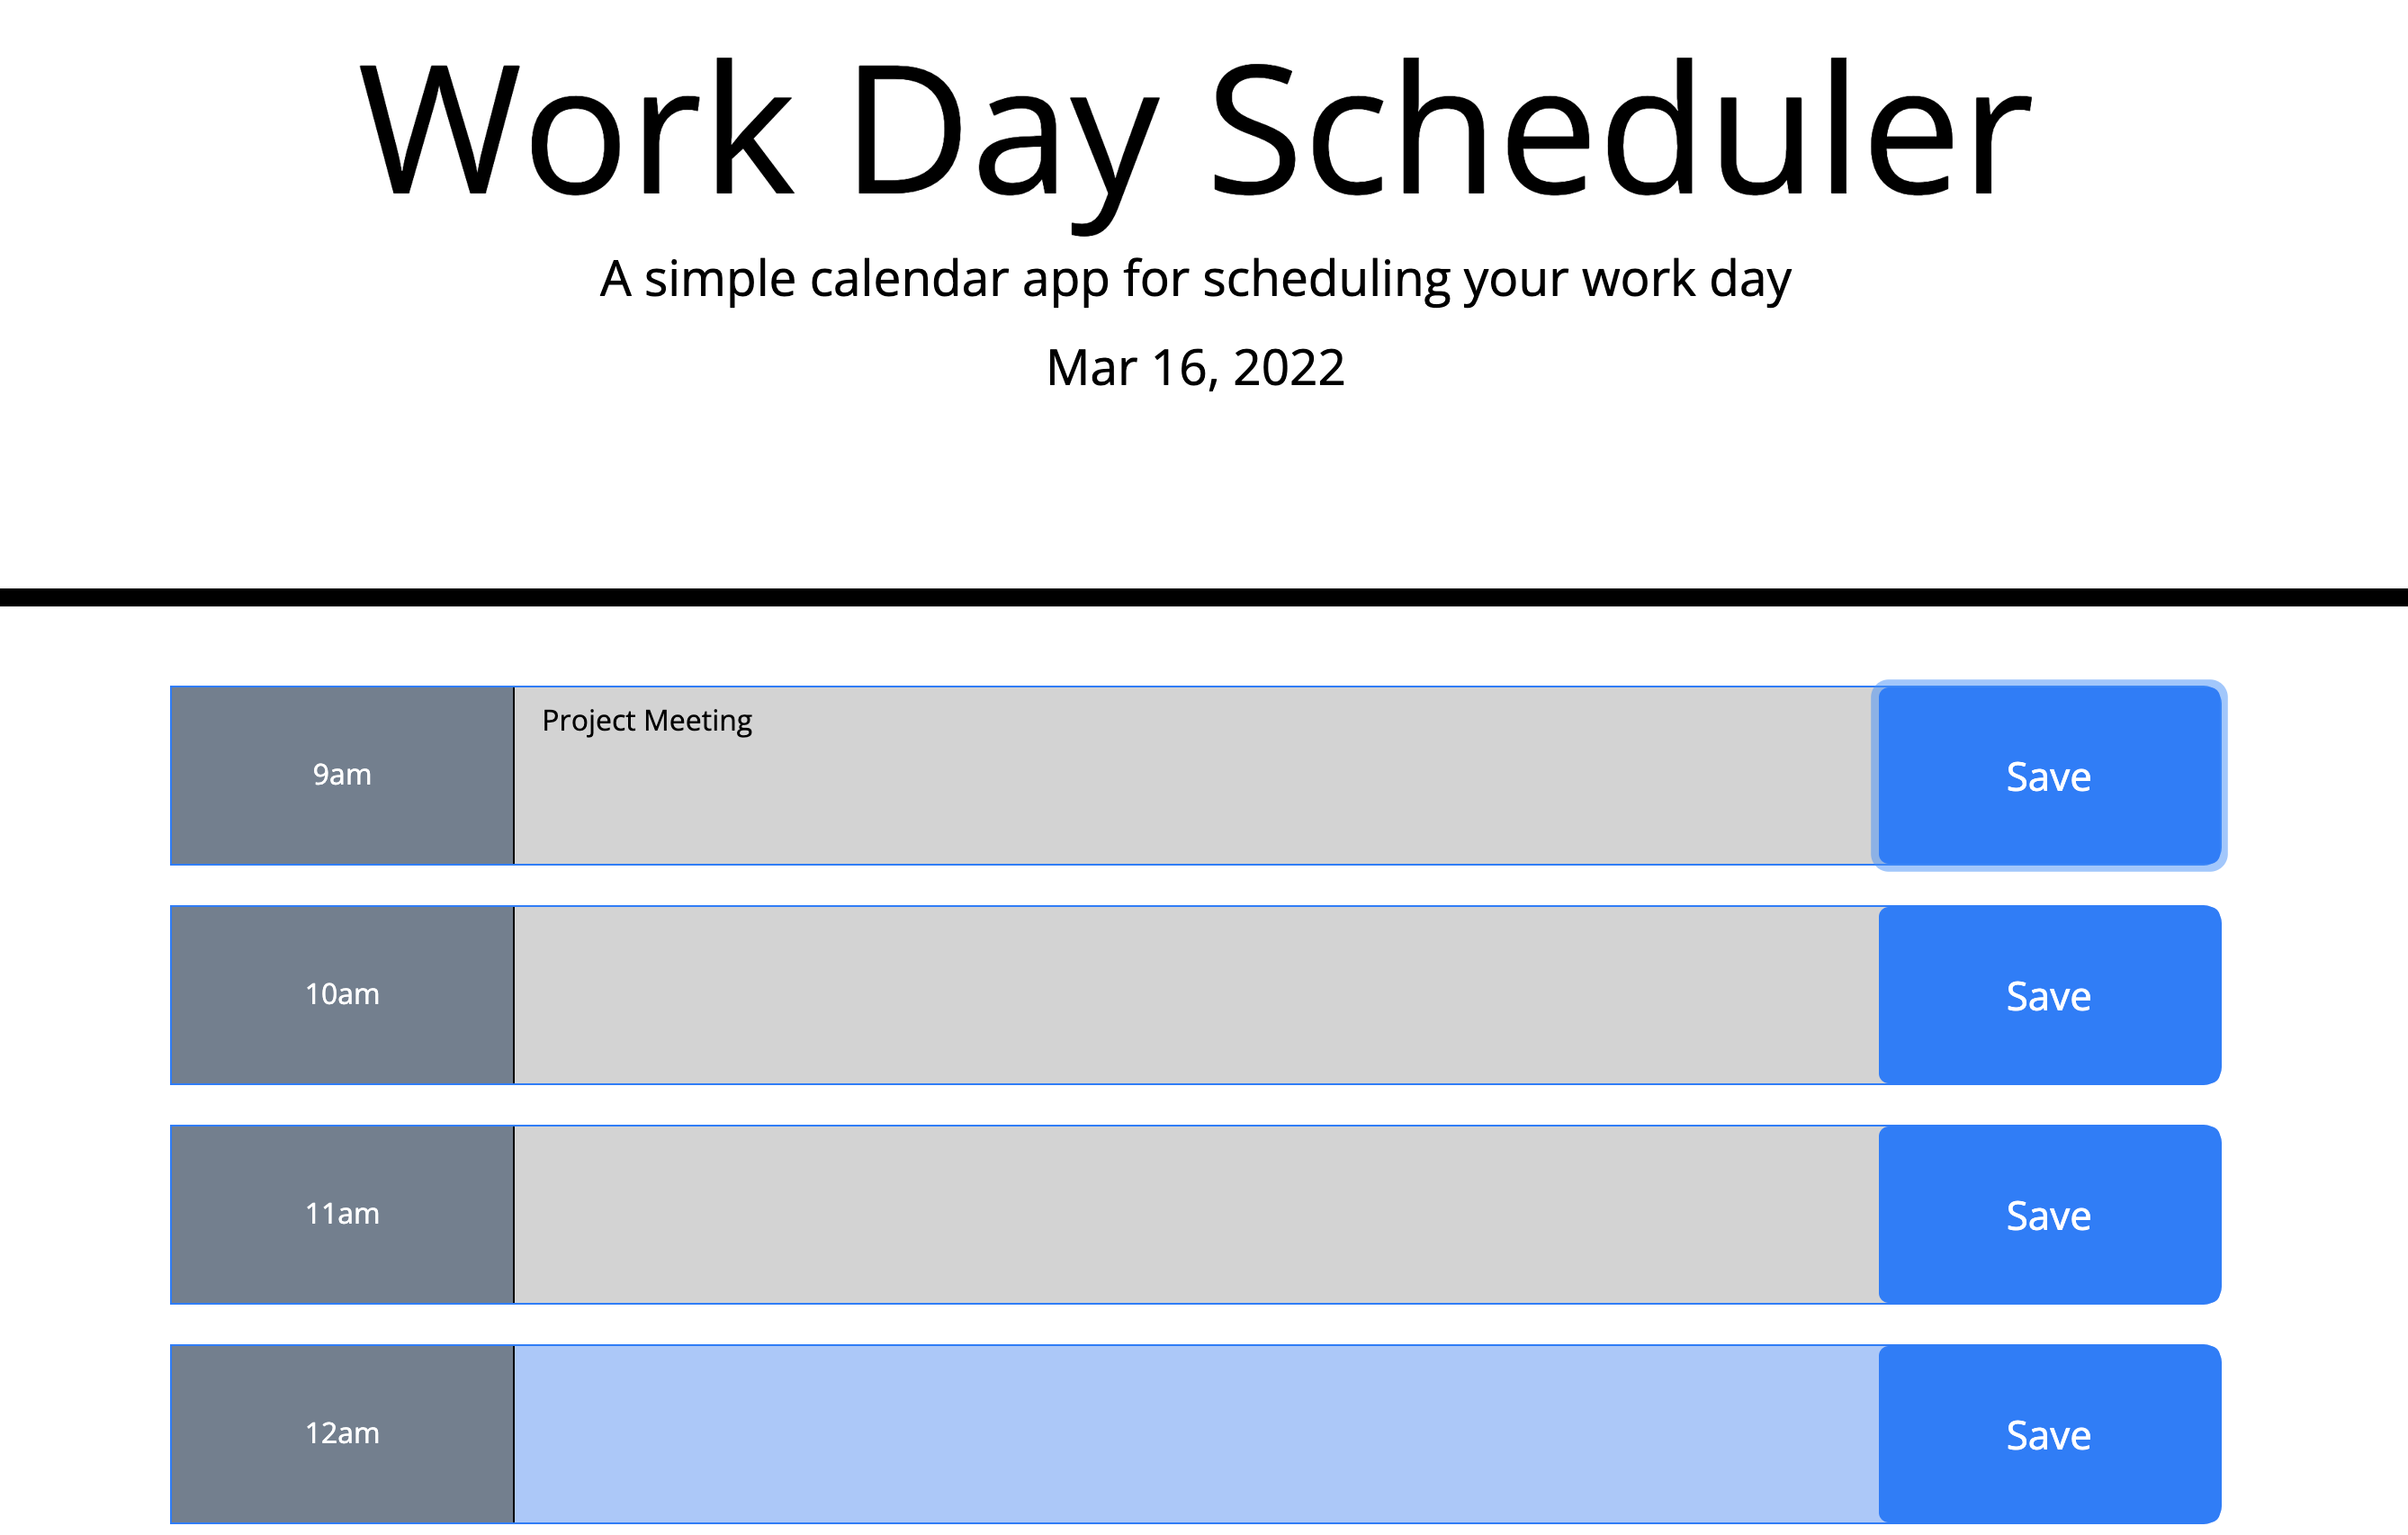 Work Day Scheduler
A simple calendar app for scheduling your work day
Mar 16, 2022
9am
Project Meeting
Save
10am
Save
11am
Save
12am
Save